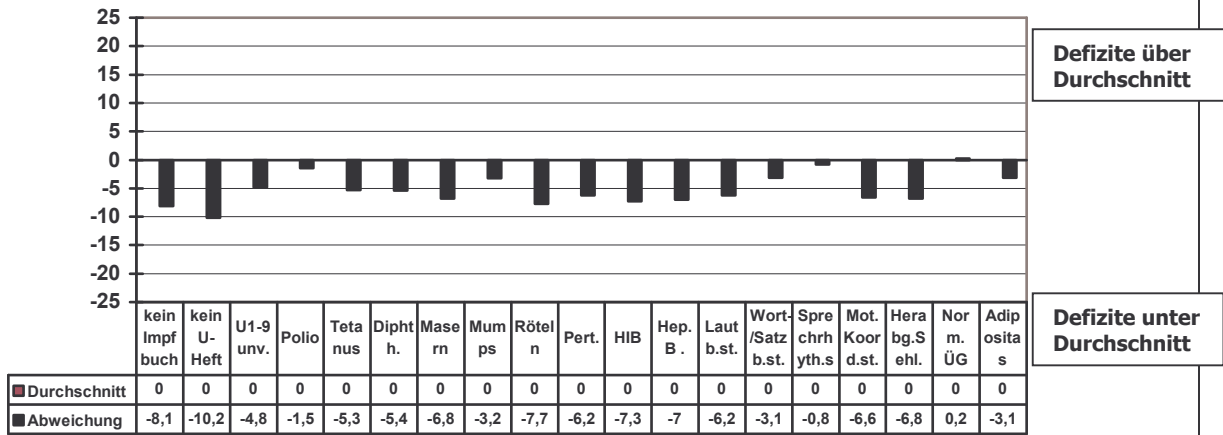 25
20
15
10
5
0
-5
-10
-15
-20
-25
Defizite über
Durchschnitt
Defizite unter
Durchschnitt
kein Impf buch | kein U- Heft | U1-9 unv. | Polio | Teta nus | Dipht h. | Mase rn | Mum ps | Rötel n | Pert. | HIB | Hep. B . | Laut b.st. | Wort- /Satz b.st. | Spre chrh yth.s | Mot. Koor d.st. | Hera bg.S ehl. | Nor m. ÜG | Adip osita s
Durchschnitt 0 0 0 0 0 0 0 0 0 0 0 0 0 0 0 0 0 0 0
Abweichung -8,1 -10,2 -4,8 -1,5 -5,3 -5,4 -6,8 -3,2 -7,7 -6,2 -7,3 -7 -6,2 -3,1 -0,8 -6,6 -6,8 0,2 -3,1